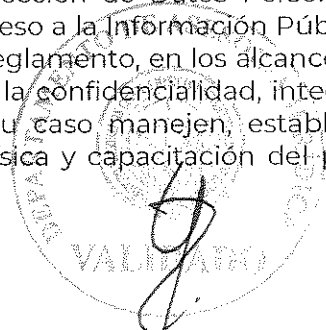 eso a la Información Púb
eglamento, en los alcance
la confidencialidad, integ
u caso manejen, establ
sica y capacitación del p
VALIDADO